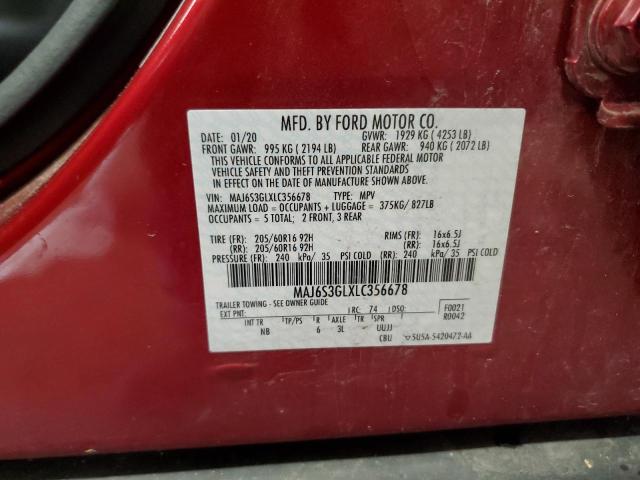 MFD. BY FORD MOTOR CO.
DATE: 01/20 GVWR: 1929 KG ( 4253 LB)
FRONT GAWR: 995 KG ( 2194 LB) REAR GAWR: 940 KG ( 2072 LB)
THIS VEHICLE CONFORMS TO ALL APPLICABLE FEDERAL MOTOR
VEHICLE SAFETY AND THEFT PREVENTION STANDARDS
IN EFFECT ON THE DATE OF MANUFACTURE SHOWN ABOVE.
VIN: MAJ6S3GLXLC356678 TYPE: MPV
MAXIMUM LOAD = OCCUPANTS + LUGGAGE = 375KG/ 827LB
OCCUPANTS = 5 TOTAL; 2 FRONT, 3 REAR
TIRE (FR): 205/60R16 92H RIMS (FR): 16x6.5J
(RR): 205/60R16 92H (RR): 16x6.5J
PRESSURE (FR): 240 kPa/ 35 PSI COLD (RR) 240 kPa/ 35 PSI COLD
MAJ6S3GLXLC356678
TRAILER TOWING - SEE OWNER GUIDE
EXT PNT: RC: 74 DSO: F0021
R0042
INT TR TP/PS R AXLE TR SPR UUJJ
NB 6 3L CBU 5U5A-5420472-AA